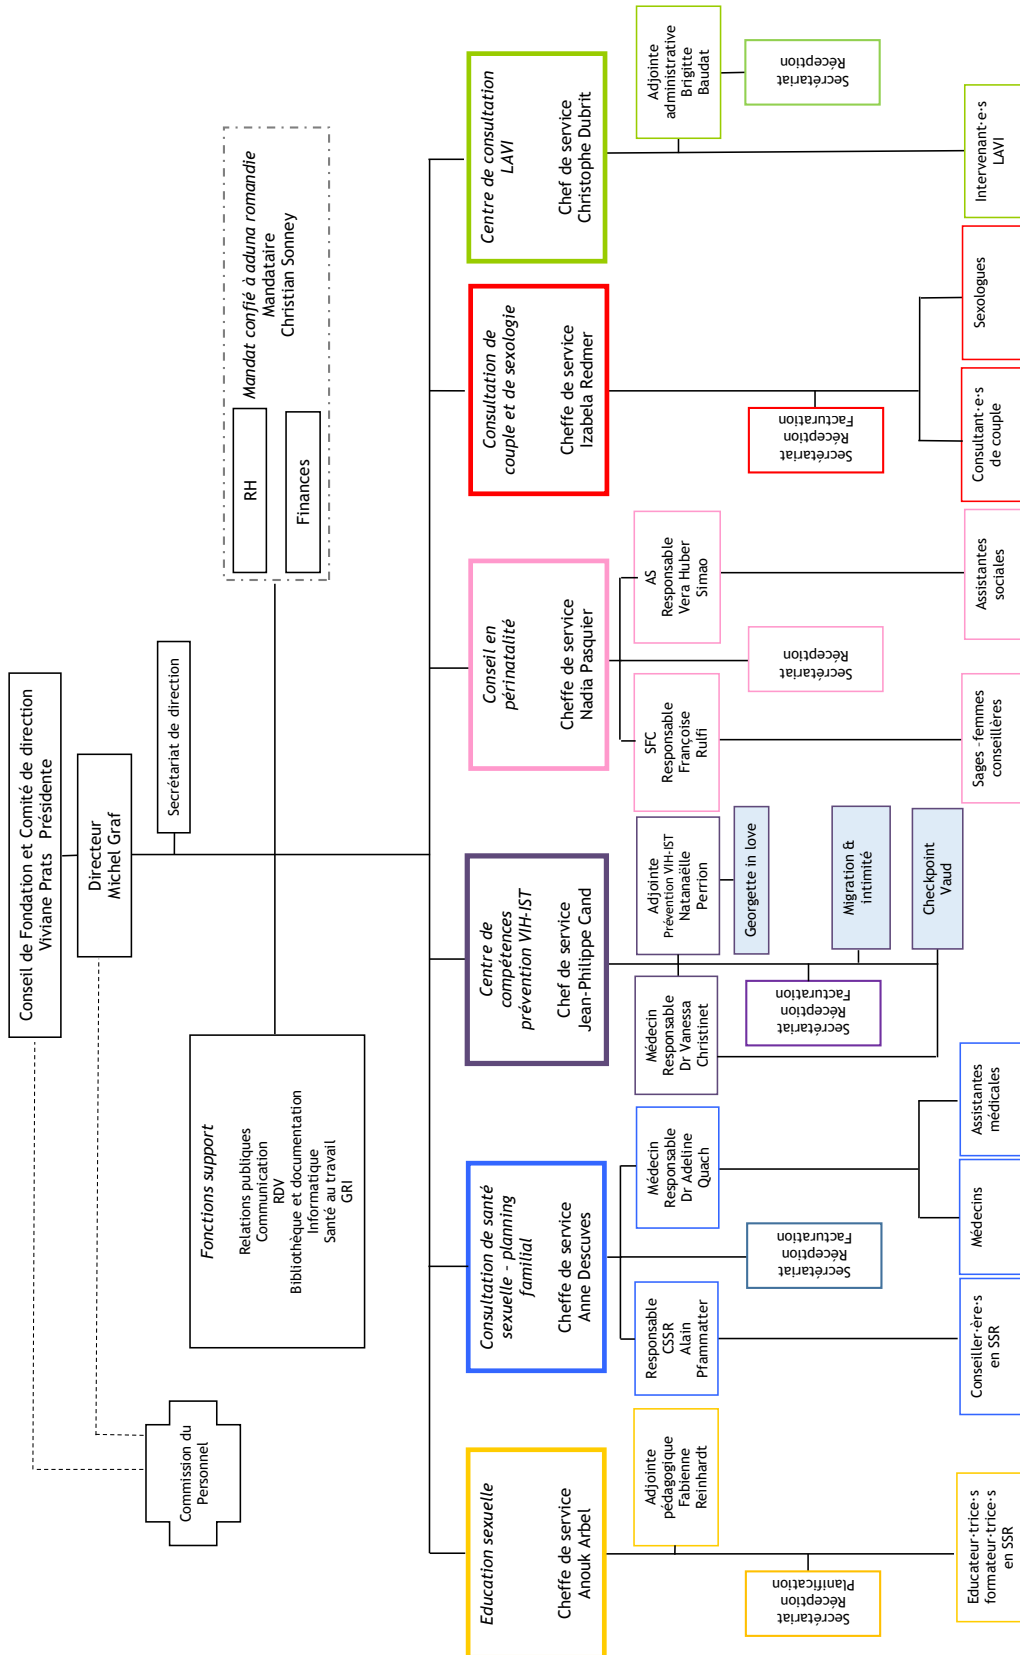 Conseil de Fondation et Comité de direction
Viviane Prats Présidente
Directeur
Michel Graf
Secrétariat de direction
Commission du
Personnel
Fonctions support
Relations publiques
Communication
RDV
Bibliothèque et documentation
Informatique
Santé au travail
GRI
RH
Finances
Mandat confié à aduna romandie
Mandataire
Christian Sonney
Education sexuelle
Cheffe de service
Anouk Arbel
Adjointe
pédagogique
Fabienne
Reinhardt
Secrétariat
Réception
Planification
Educateur·trice·s
formateur·trice·s
en SSR
Consultation de santé
sexuelle - planning
familial
Cheffe de service
Anne Descuves
Responsable
CSSR
Alain
Pfammatter
Médecin
Responsable
Dr Adeline
Quach
Secrétariat
Réception
Facturation
Conseiller·ère·s
en SSR
Médecins
Assistantes
médicales
Centre de
compétences
prévention VIH-IST
Chef de service
Jean-Philippe Cand
Médecin
Responsable
Dr Vanessa
Christinet
Adjointe
Prévention VIH-IST
Natanaëlle
Perrion
Georgette in love
Secrétariat
Réception
Facturation
Migration &
intimité
Checkpoint
Vaud
Conseil en
périnatalité
Cheffe de service
Nadia Pasquier
SFC
Responsable
Françoise
Rulfi
AS
Responsable
Vera Huber
Simao
Secrétariat
Réception
Sages-femmes
conseillères
Assistantes
sociales
Consultation de
couple et de sexologie
Cheffe de service
Izabela Redmer
Secrétariat
Réception
Facturation
Consultant·e·s
de couple
Sexologues
Centre de consultation
LAVI
Chef de service
Christophe Dubrit
Adjointe
administrative
Brigitte
Baudat
Secrétariat
Réception
Intervenant·e·s
LAVI